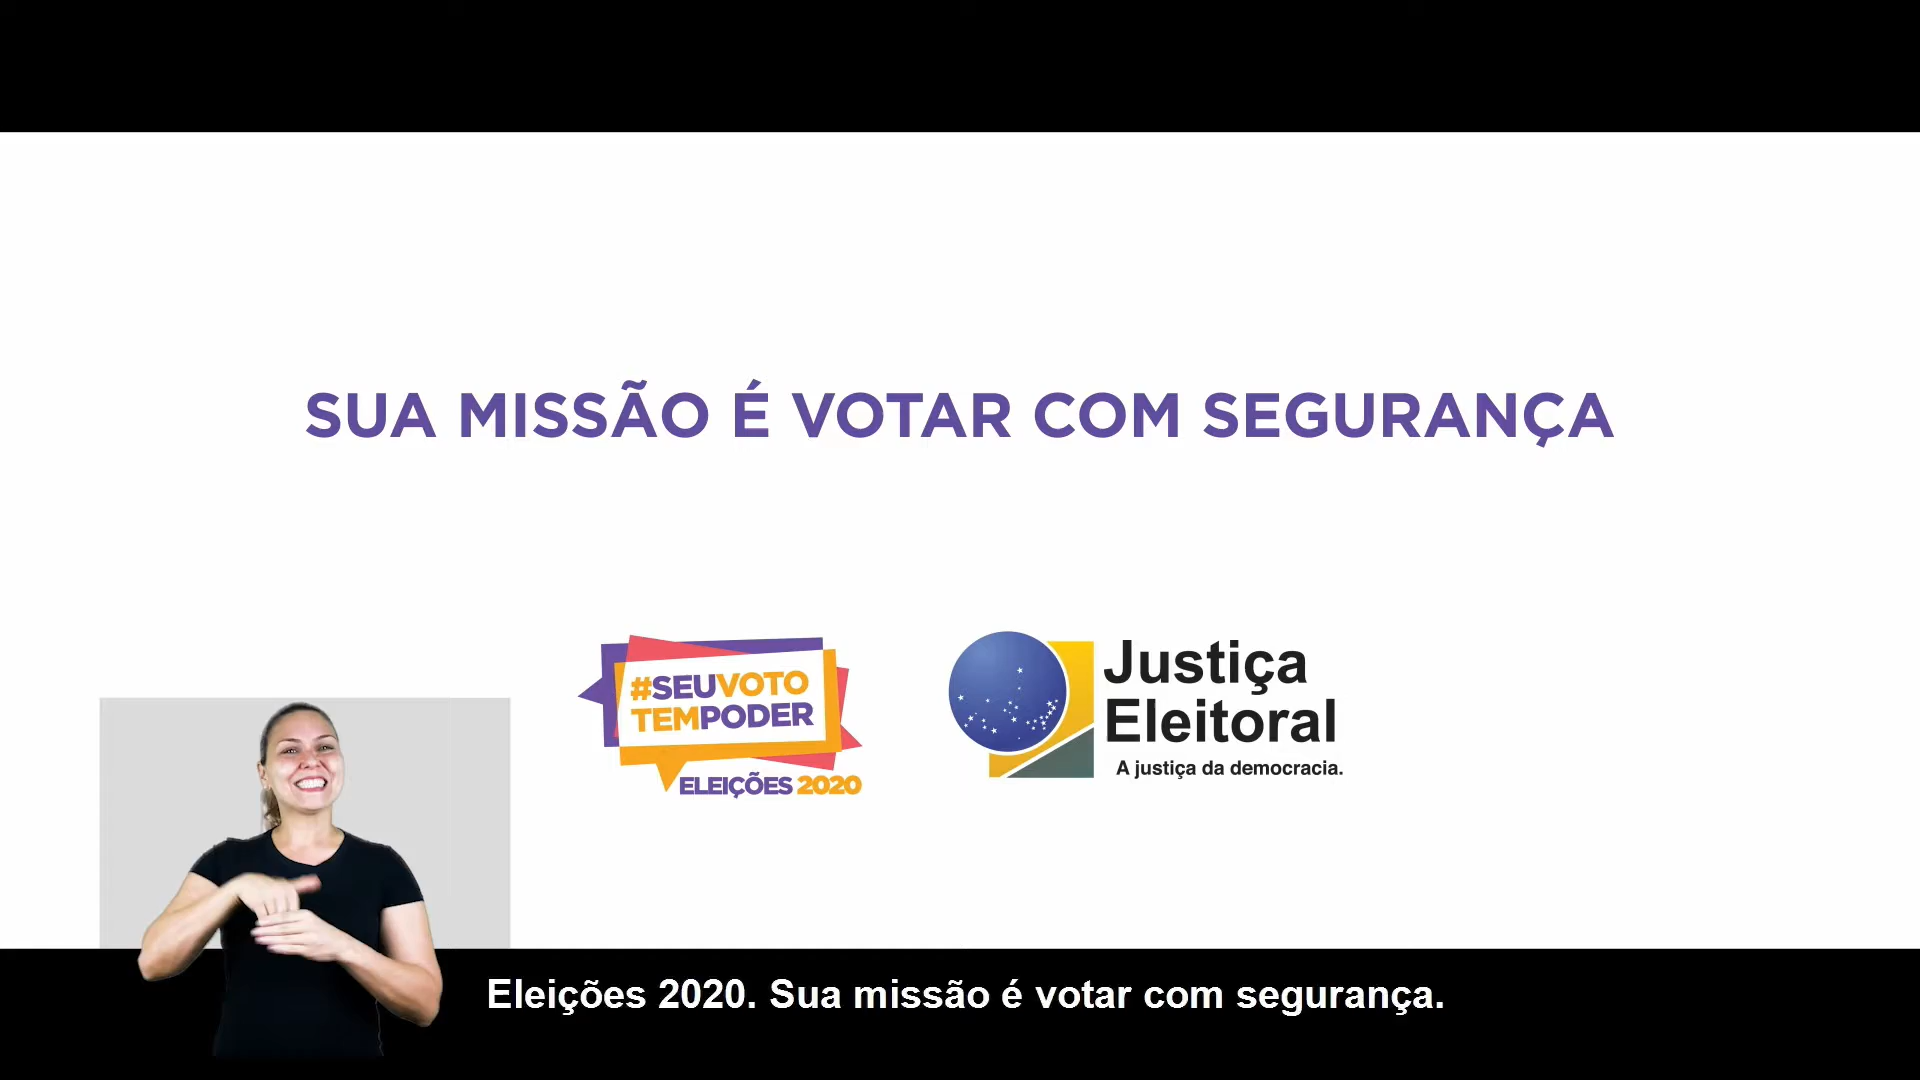 SUA MISSÃO É VOTAR COM SEGURANÇA
#SEUVOTO
TEMPODER
ELEIÇÕES 2020
Justiça
Eleitoral
A justiça da democracia.
Eleições 2020. Sua missão é votar com segurança.